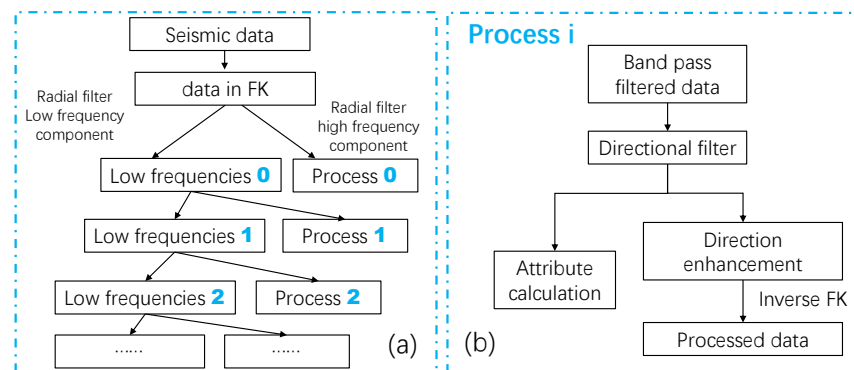 Seismic data
data in FK
Radial filter
Low frequency
component
Radial filter
high frequency
component
Low frequencies 0
Process 0
Low frequencies 1
Process 1
Low frequencies 2
Process 2
......
......
(a)
Process i
Band pass
filtered data
Directional filter
Attribute
calculation
Direction
enhancement
Inverse FK
Processed data
(b)